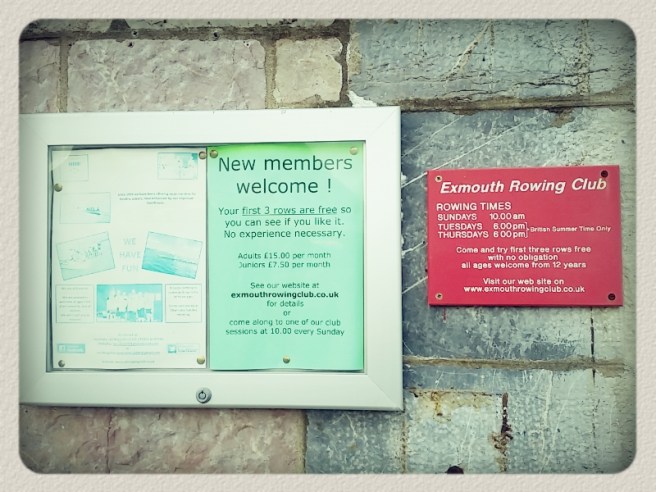 WE
HAVE
FUN
New members
welcome !
Your first 3 rows are free so
you can see if you like it.
No experience necessary.
Adults £15.00 per month
Juniors £7.50 per month
See our website at
exmouthrowingclub.co.uk
for details
or
come along to one of our club
sessions at 10.00 every Sunday
Exmouth Rowing Club
ROWING TIMES
SUNDAYS 10.00 am
TUESDAYS 6.00 pm
THURSDAYS 6 00 pm
British Summer Time Only
Come and try first three rows free
with no obligation
all ages welcome from 12 years
Visit our web site on
www.exmouthrowingclub.co.uk